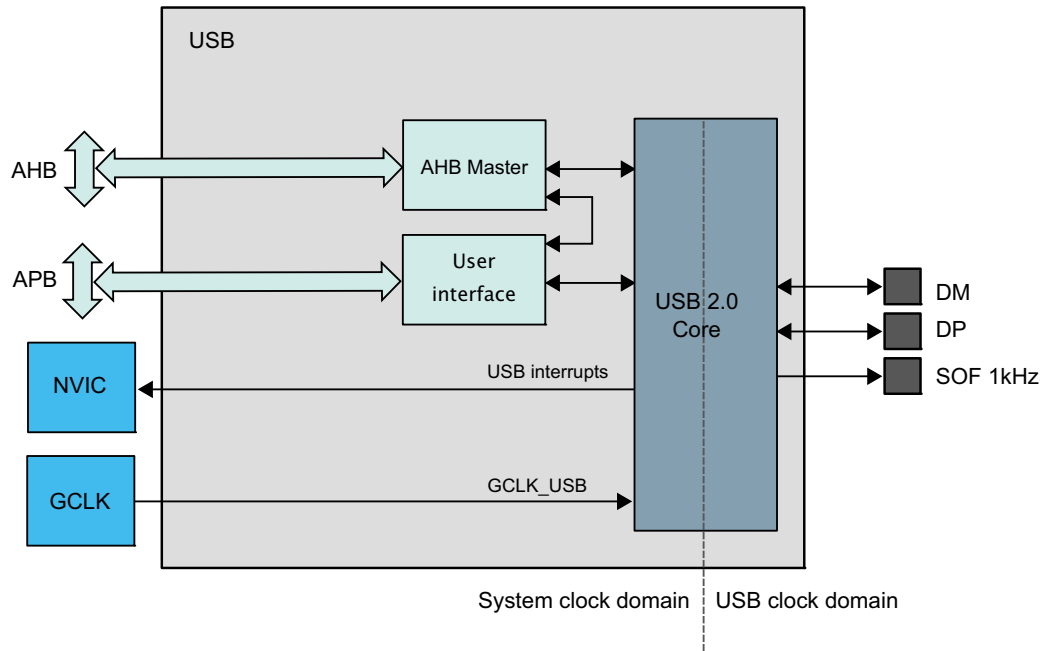 USB
AHB
AHB Master
APB
User
interface
USB 2.0
Core
DM
DP
SOF 1kHz
NVIC
USB interrupts
GCLK
GCLK_USB
System clock domain
USB clock domain